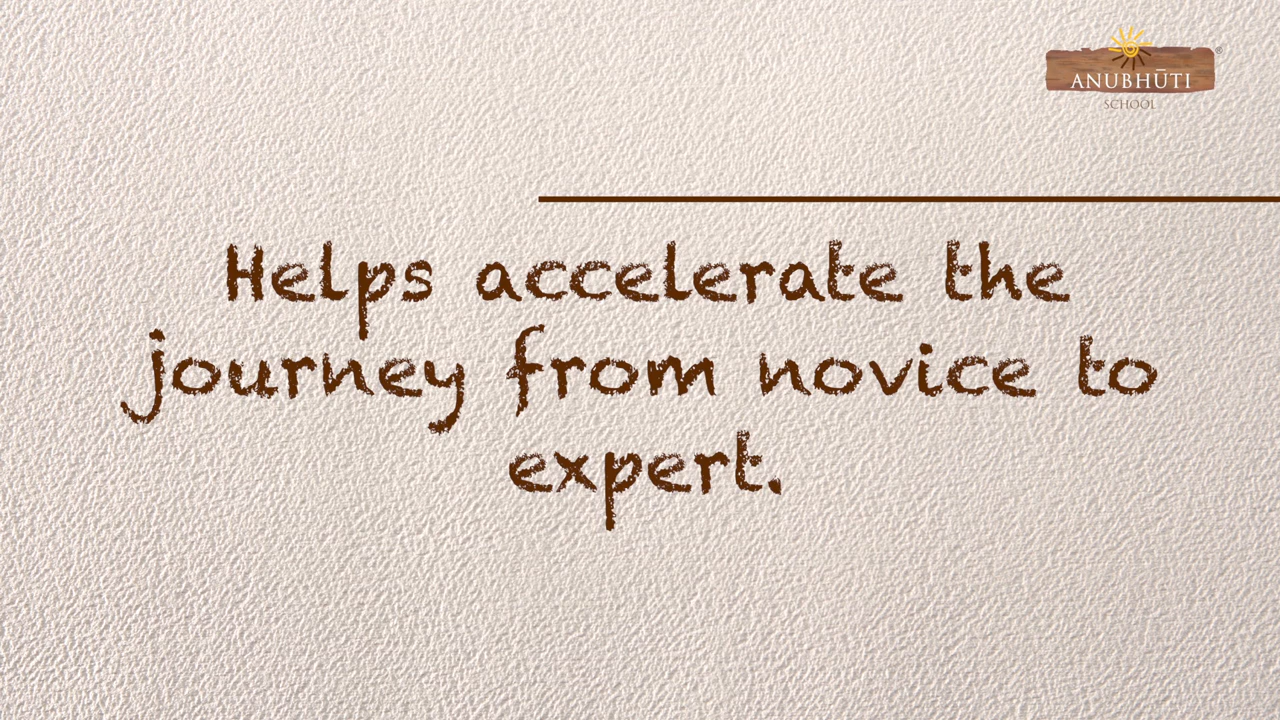 ANUBHŪTI
SCHOOL
Helps accelerate the
journey from novice to
expert.